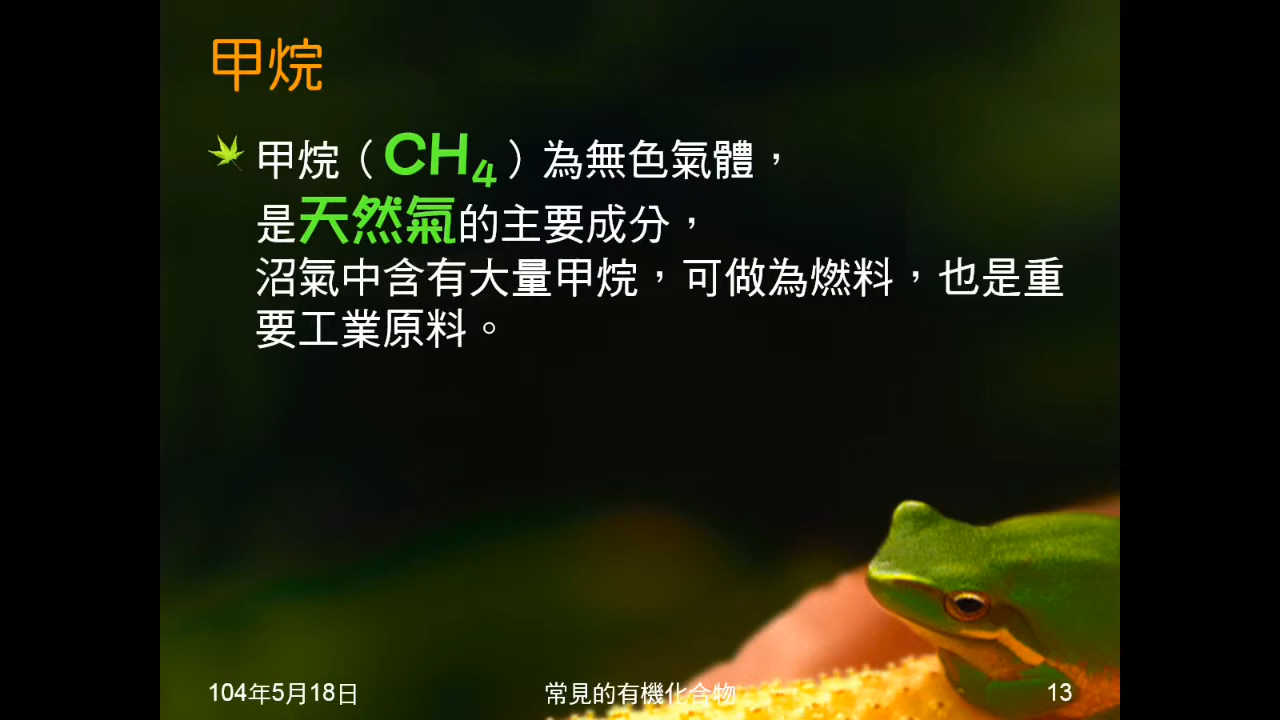 甲烷
甲烷（CH₄）為無色氣體，
是天然氣的主要成分，
沼氣中含有大量甲烷，可做為燃料，也是重
要工業原料。
104年5月18日
常見的有機化合物
13